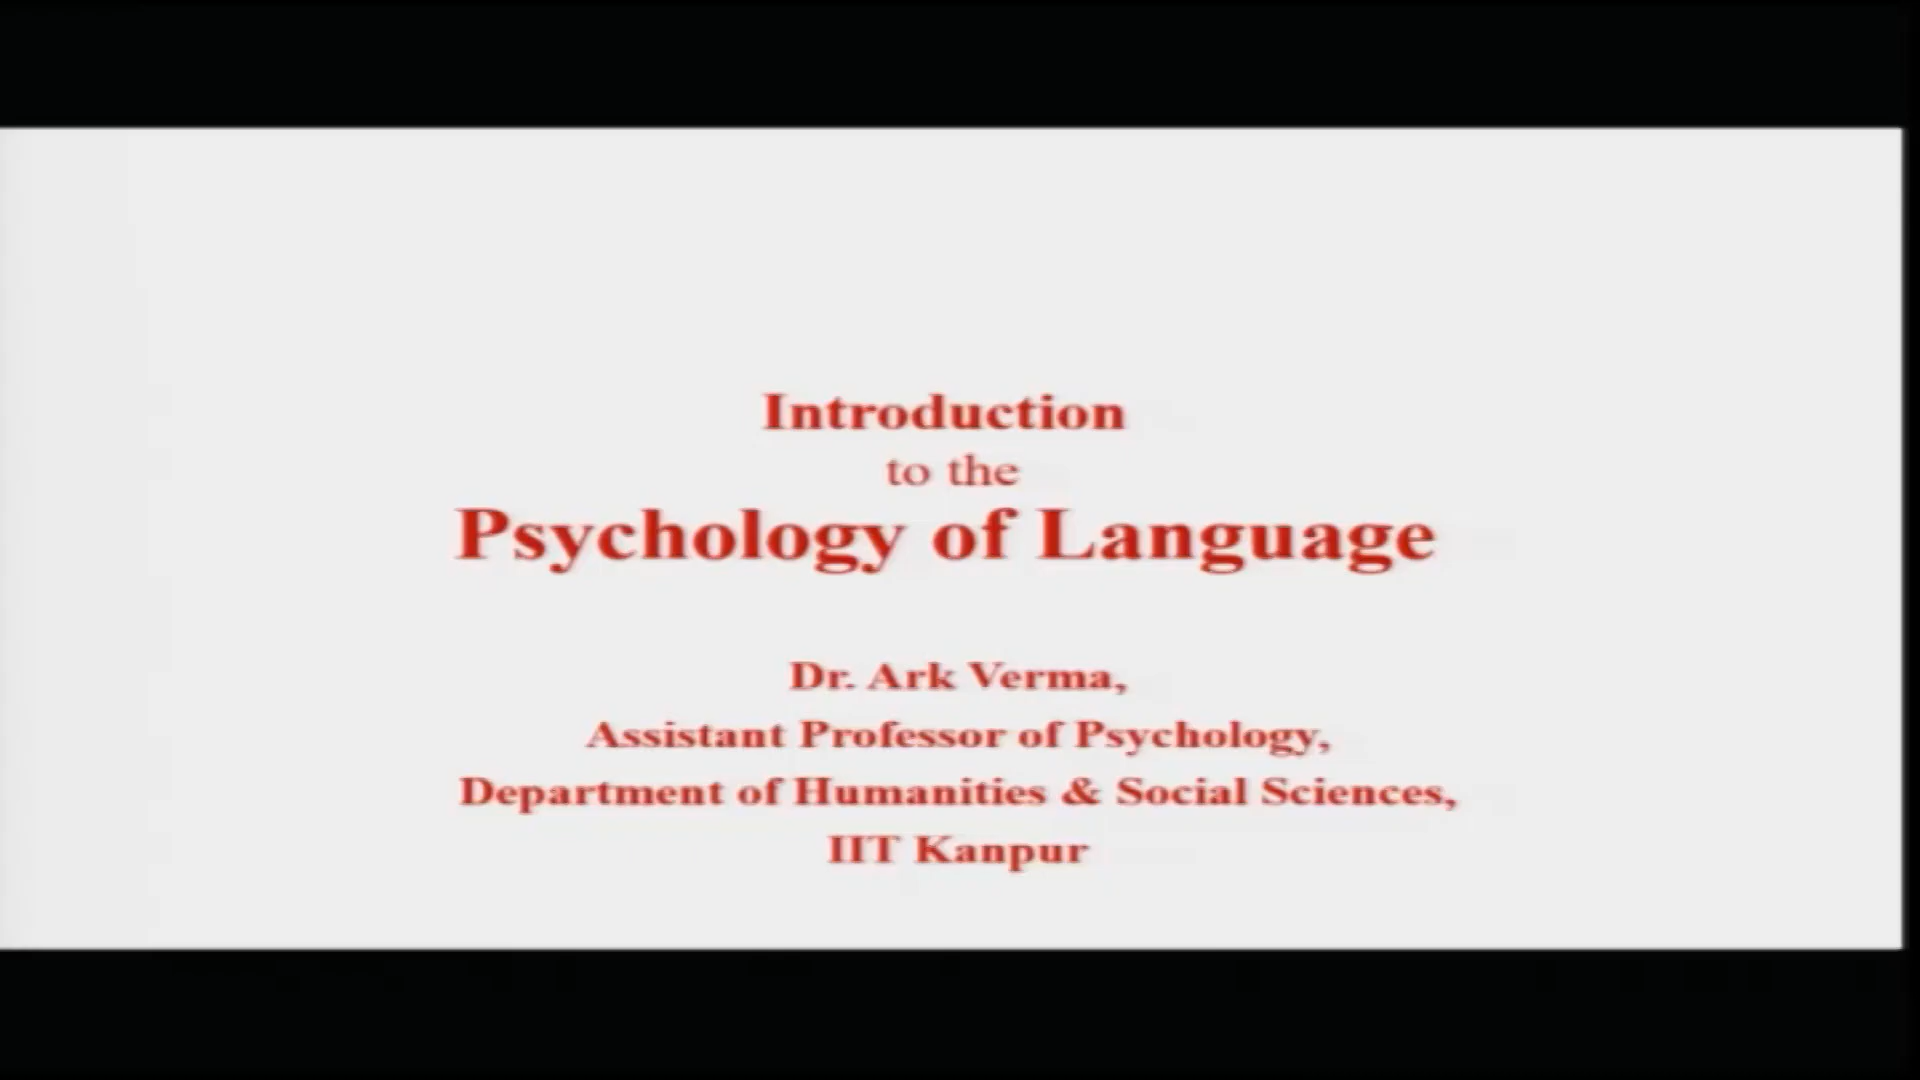 Introduction
to the
Psychology of Language
Dr. Ark Verma,
Assistant Professor of Psychology,
Department of Humanities & Social Sciences,
IIT Kanpur